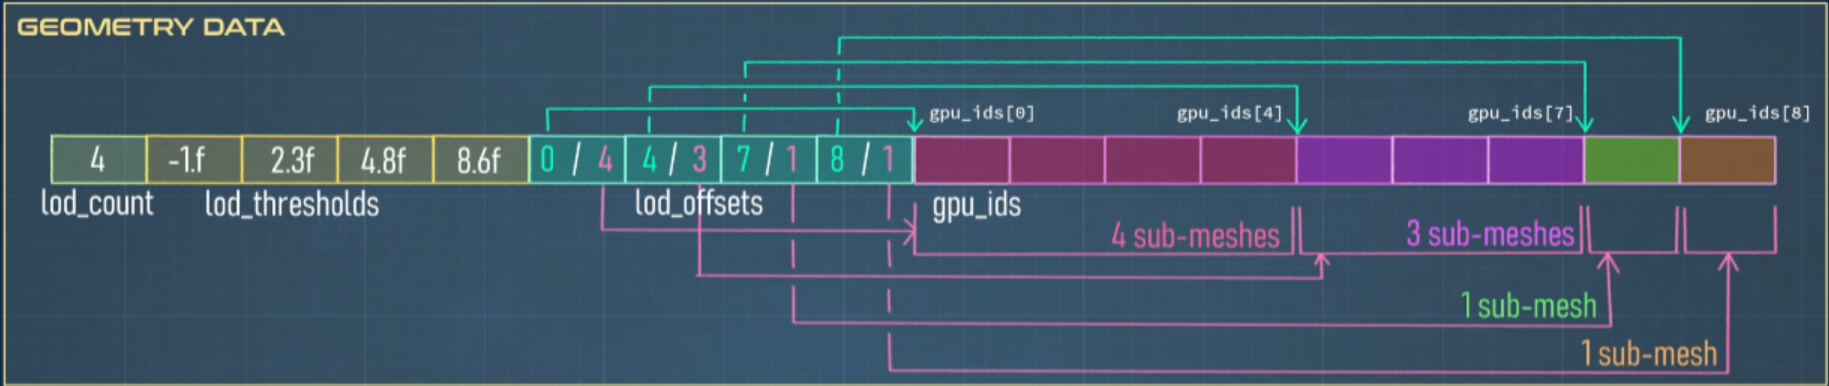 GEOMETRY DATA
gpu_ids[0] gpu_ids[4] gpu_ids[7] gpu_ids[8]
4 -1.f 2.3f 4.8f 8.6f 0 / 4 4 / 3 7 / 1 8 / 1
lod_count lod_thresholds lod_offsets gpu_ids
4 sub-meshes 3 sub-meshes
1 sub-mesh
1 sub-mesh